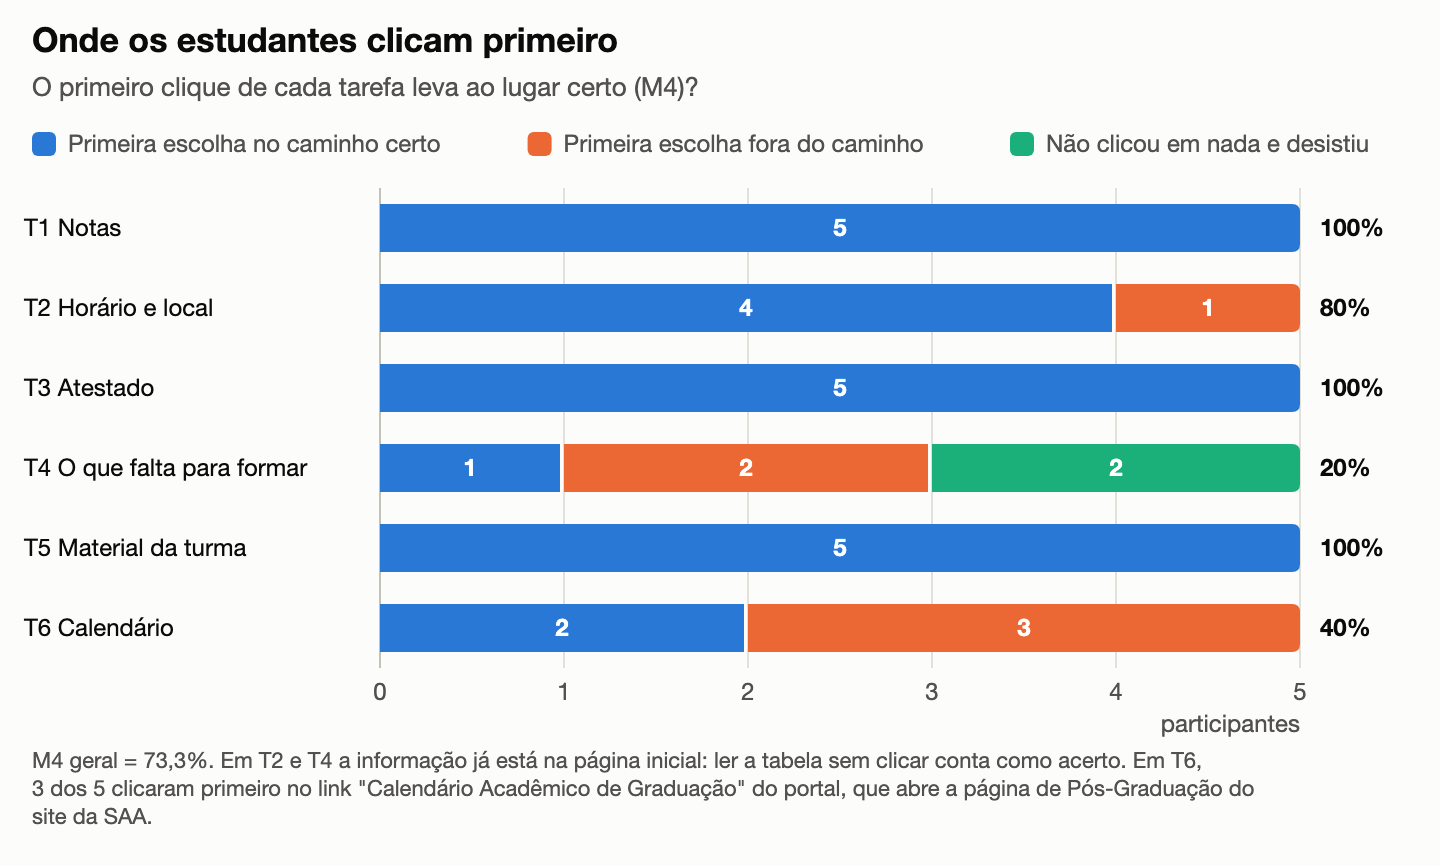 Onde os estudantes clicam primeiro
O primeiro clique de cada tarefa leva ao lugar certo (M4)?
Primeira escolha no caminho certo
Primeira escolha fora do caminho
Não clicou em nada e desistiu
T1 Notas
5
100%
T2 Horário e local
4
1
80%
T3 Atestado
5
100%
T4 O que falta para formar
1
2
2
20%
T5 Material da turma
5
100%
T6 Calendário
2
3
40%
0
1
2
3
4
5
participantes
M4 geral = 73,3%. Em T2 e T4 a informação já está na página inicial: ler a tabela sem clicar conta como acerto. Em T6,
3 dos 5 clicaram primeiro no link "Calendário Acadêmico de Graduação" do portal, que abre a página de Pós-Graduação do
site da SAA.